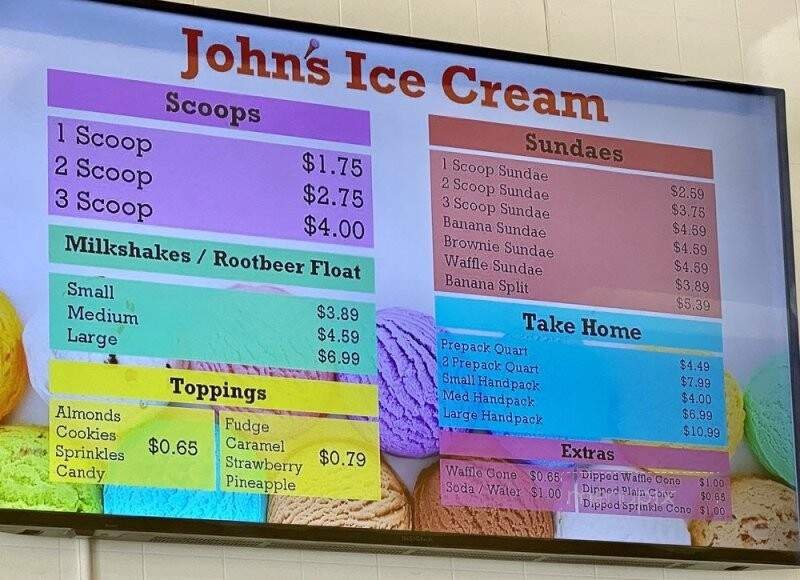 John's Ice Cream
Scoops
1 Scoop $1.75
2 Scoop $2.75
3 Scoop $4.00
Milkshakes / Rootbeer Float
Small $3.89
Medium $4.59
Large $6.99
Toppings
Almonds
Cookies
Sprinkles
Candy
$0.65
Fudge
Caramel
Strawberry
Pineapple
$0.79
Sundaes
1 Scoop Sundae $2.59
2 Scoop Sundae $3.75
3 Scoop Sundae $4.59
Banana Sundae $4.59
Brownie Sundae $4.59
Waffle Sundae $3.89
Banana Split $5.39
Take Home
Prepack Quart $4.49
2 Prepack Quart $7.99
Small Handpack $4.00
Med Handpack $6.99
Large Handpack $10.99
Extras
Waffle Cone $0.65
Soda / Water $1.00
Dipped Waffle Cone $1.00
Dipped Plain Cone $0.65
Dipped Sprinkle Cone $1.00